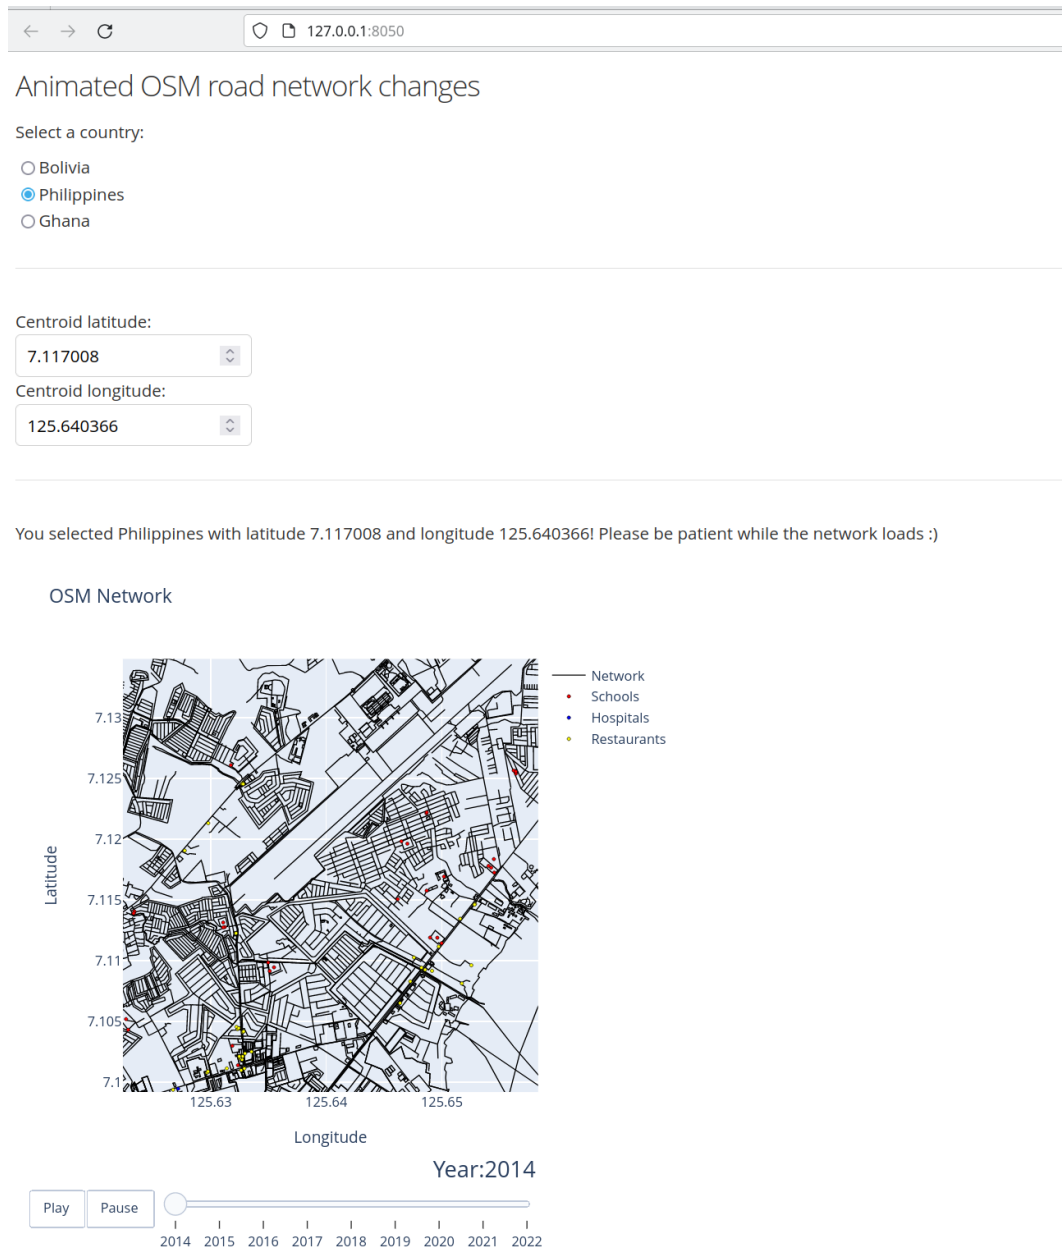 127.0.0.1:8050
Animated OSM road network changes
Select a country:
Bolivia
Philippines
Ghana
Centroid latitude:
7.117008
Centroid longitude:
125.640366
You selected Philippines with latitude 7.117008 and longitude 125.640366! Please be patient while the network loads :)
OSM Network
Network
Schools
Hospitals
Restaurants
7.13
7.125
7.12
7.115
7.11
7.105
7.1
Latitude
125.63 125.64 125.65
Longitude
Year:2014
Play Pause
2014 2015 2016 2017 2018 2019 2020 2021 2022